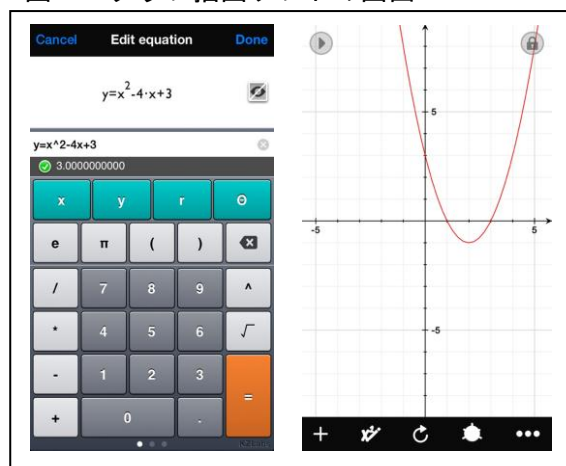 Cancel Edit equation Done
y=x²-4·x+3
y=x^2-4x+3
3.0000000000
x y r Θ
e π ( )
/ 7 8 9 ^
* 4 5 6 √
- 1 2 3
+ 0 . =
5
-5 5
-5